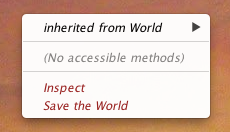 inherited from World
(No accessible methods)
Inspect
Save the World